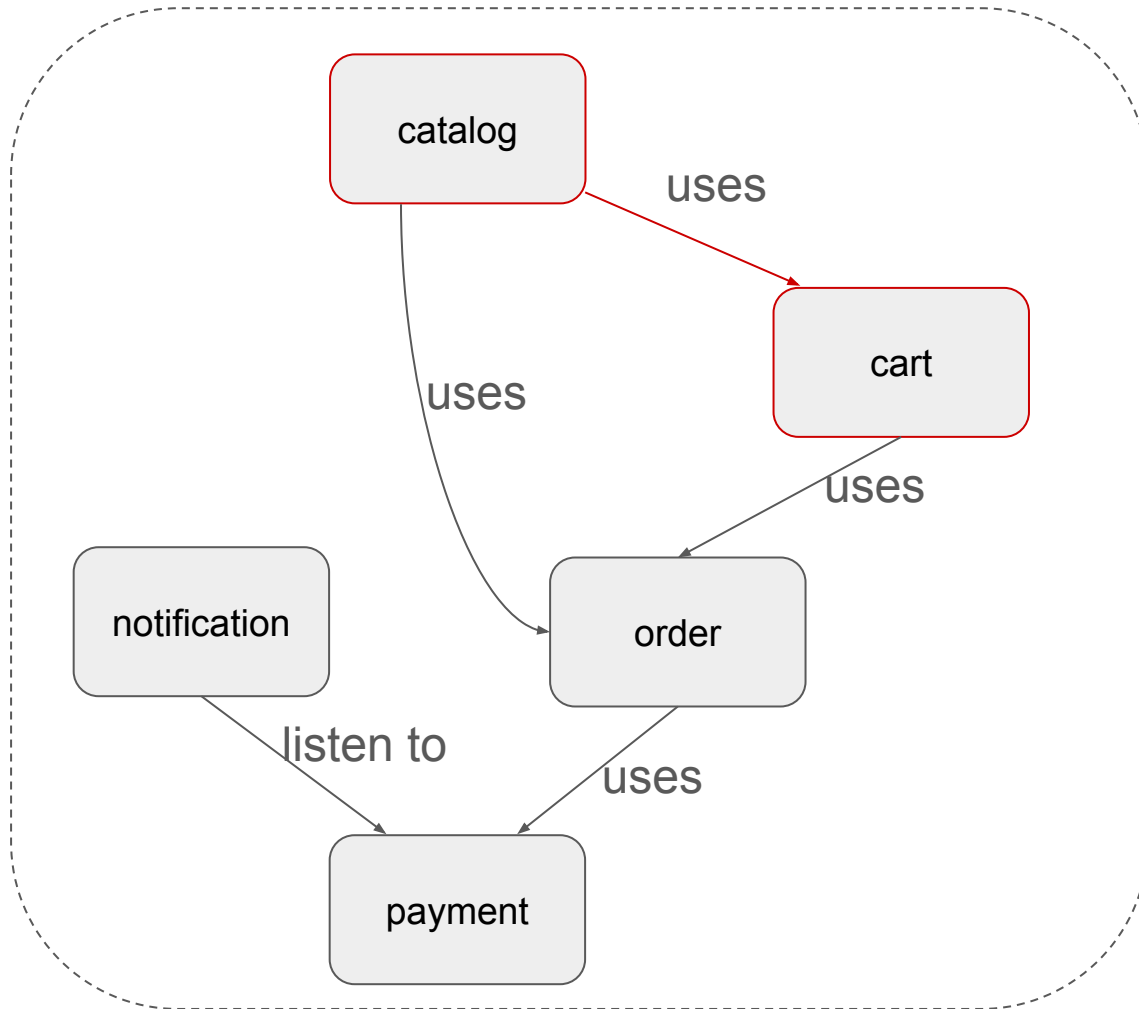 catalog
uses
cart
uses
uses
notification
order
listen to
uses
payment